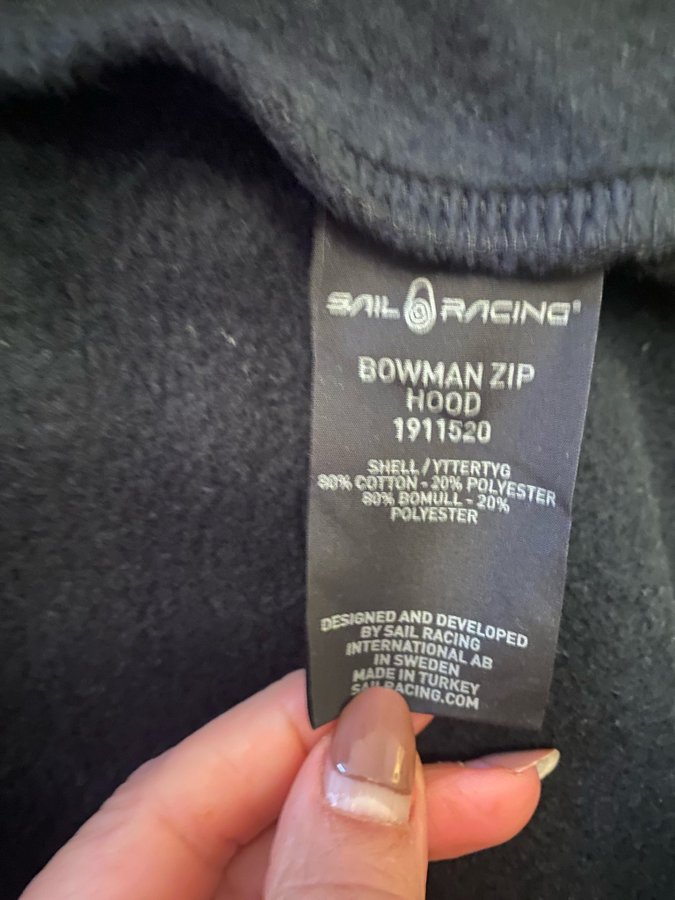 SAIL RACING®
BOWMAN ZIP
HOOD
1911520
SHELL/YTTERTYG
80% COTTON - 20% POLYESTER
80% BOMULL - 20%
POLYESTER
DESIGNED AND DEVELOPED
BY SAIL RACING
INTERNATIONAL AB
IN SWEDEN
MADE IN TURKEY
SAILRACING.COM